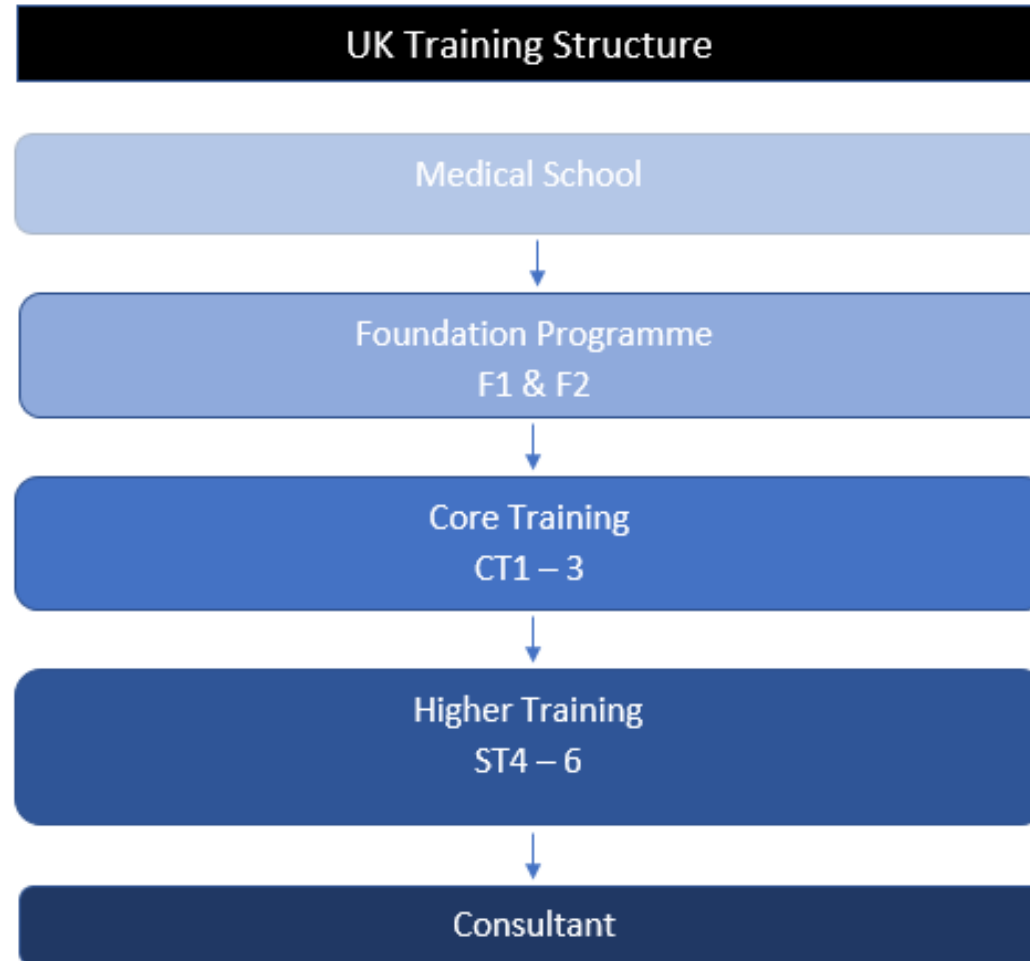 UK Training Structure
Medical School
Foundation Programme
F1 & F2
Core Training
CT1 – 3
Higher Training
ST4 – 6
Consultant